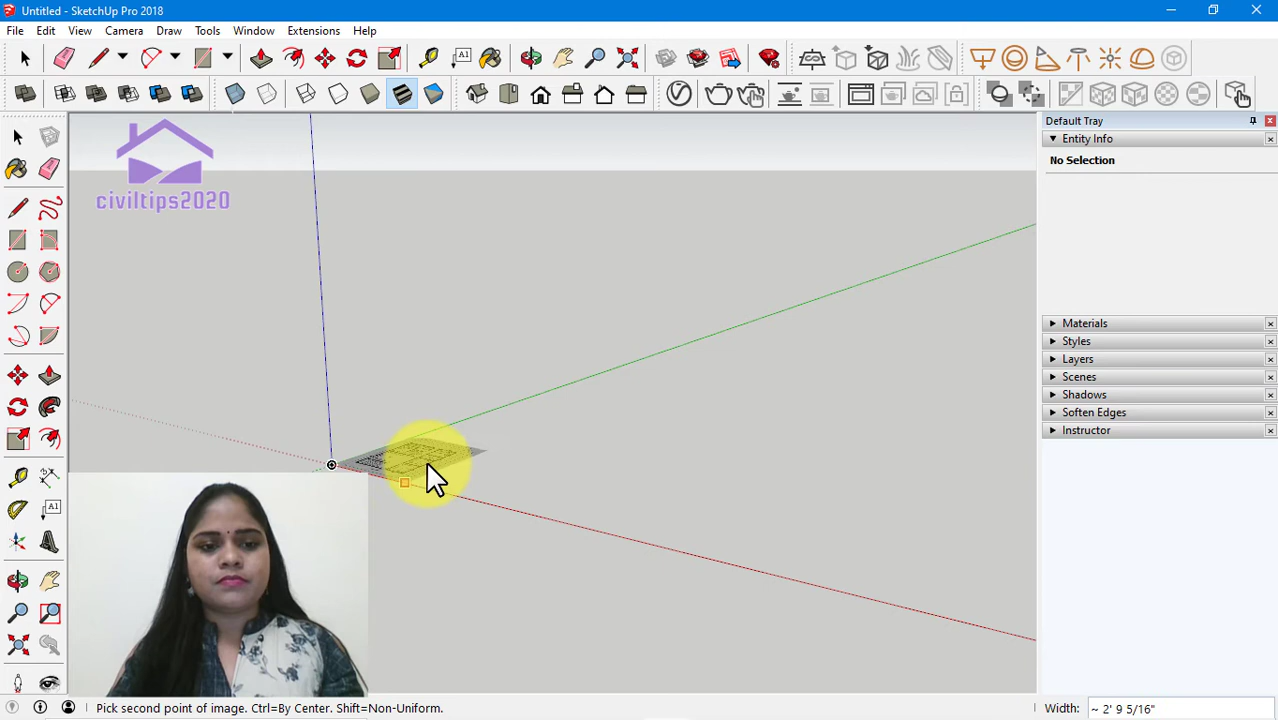 Untitled - SketchUp Pro 2018
File Edit View Camera Draw Tools Window Extensions Help
A1
civiltips2020
Default Tray
Entity Info
No Selection
Materials
Styles
Layers
Scenes
Shadows
Soften Edges
Instructor
A1
Pick second point of image. Ctrl=By Center. Shift=Non-Uniform.
Width: ~ 2' 9 5/16"